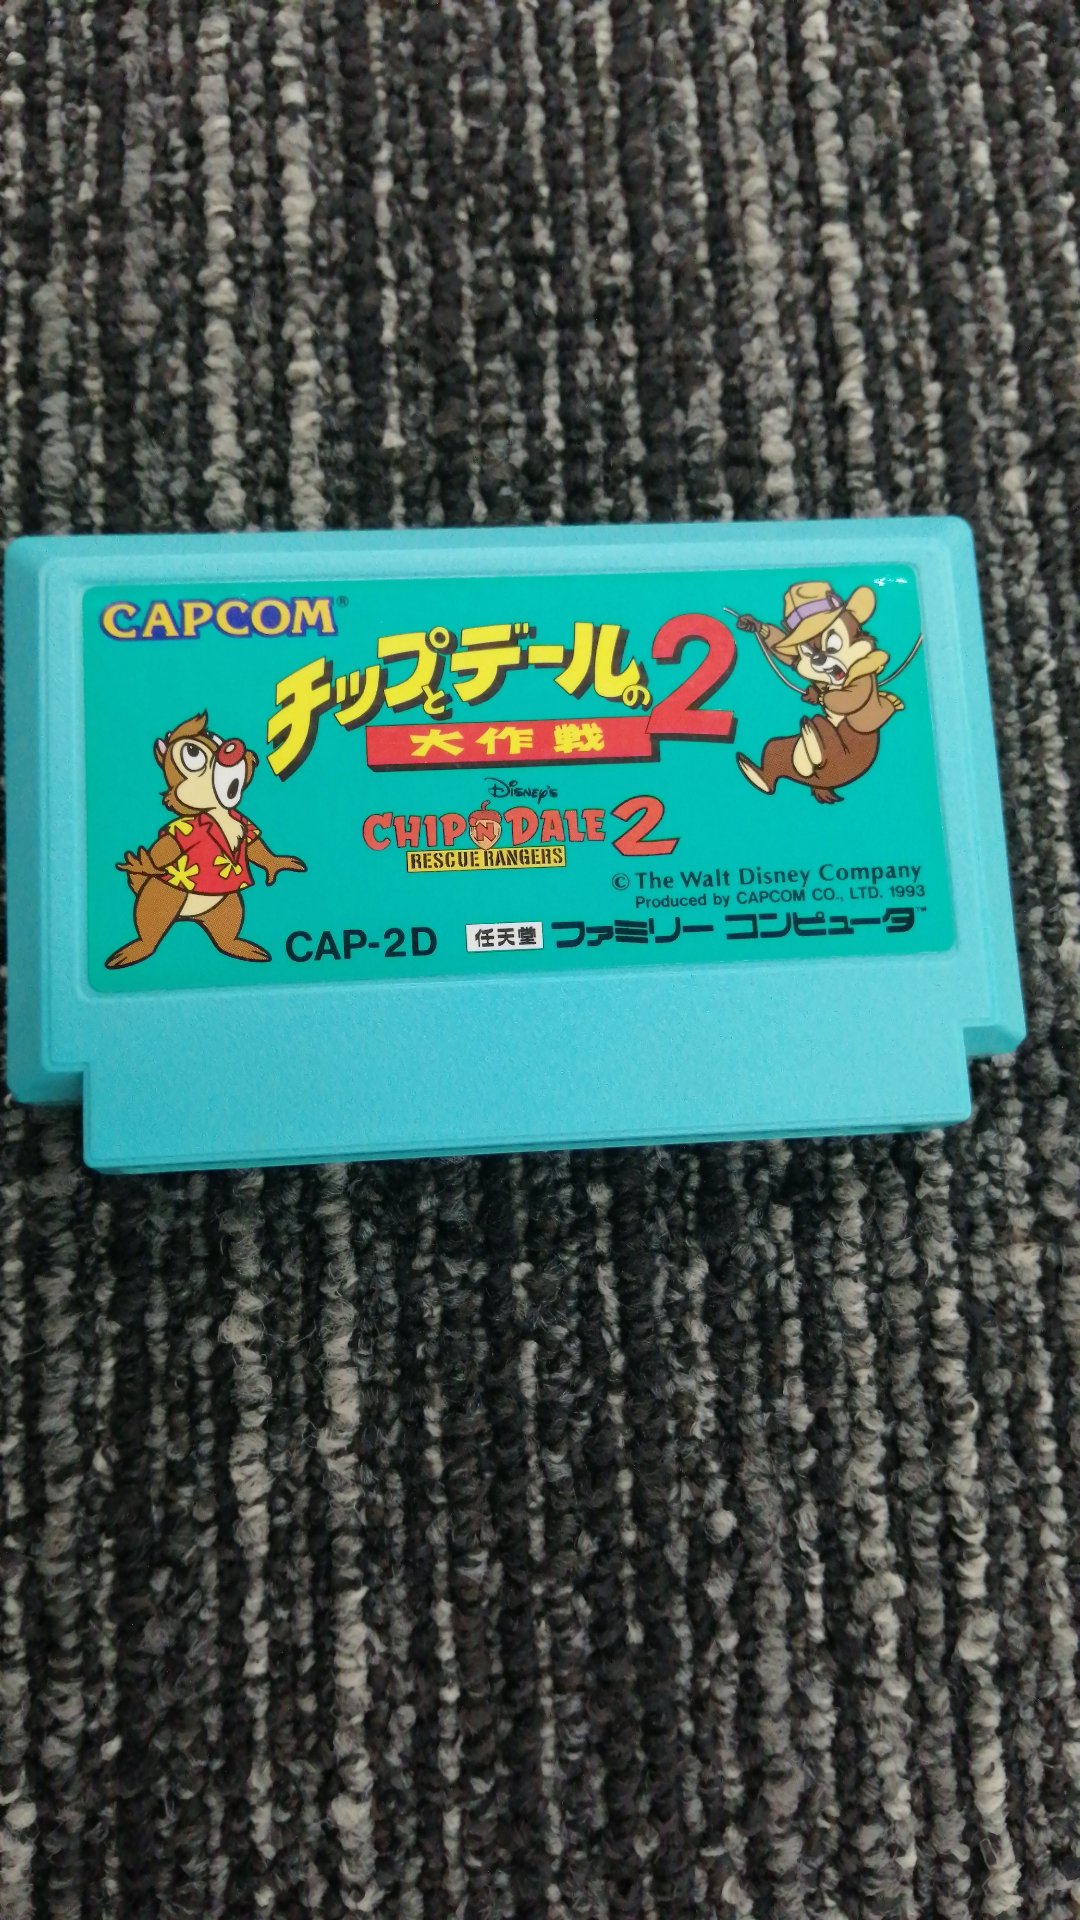 CAPCOM®
チップとデールの2
大作戦
Disney's
CHIP 'N DALE 2
RESCUE RANGERS
© The Walt Disney Company
Produced by CAPCOM CO., LTD. 1993
CAP-2D 任天堂 ファミリー コンピュータ™